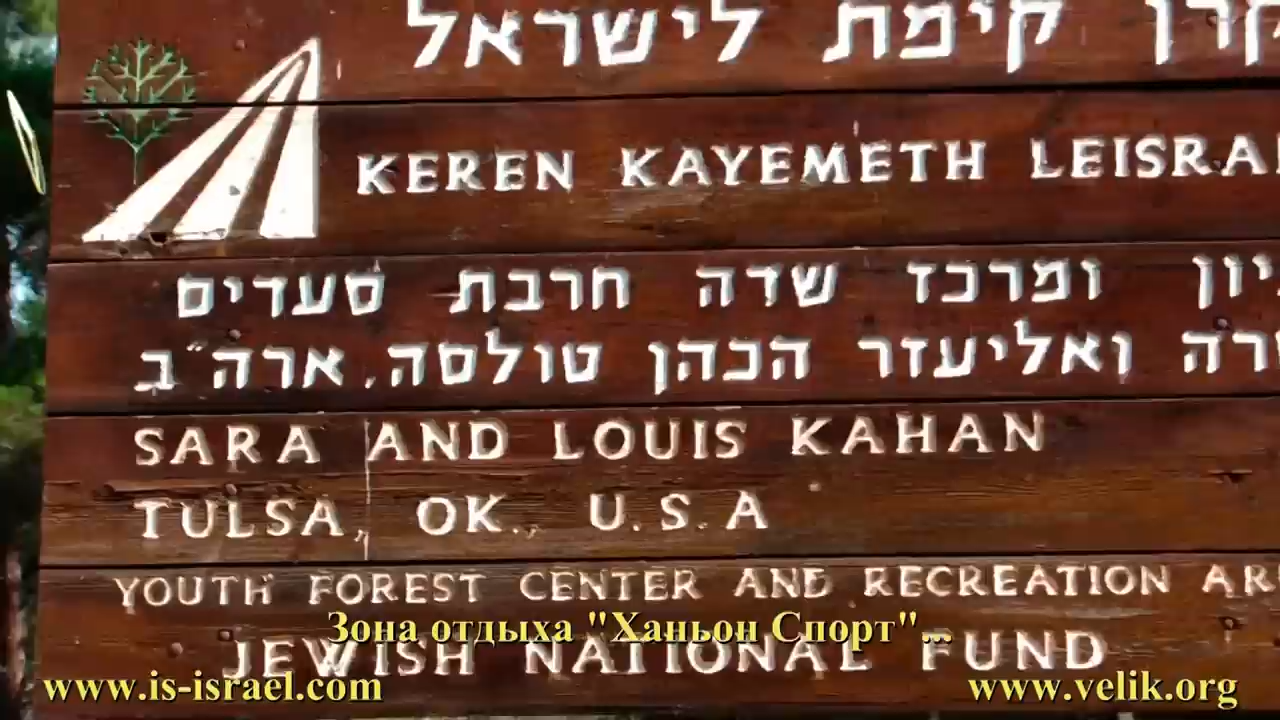 קרן קימת לישראל
KEREN KAYEMETH LEISRA
ומרכז שדה חרבת סעדים
ואליעזר הכהן טולסה, ארה"ב
SARA AND LOUIS KAHAN
TULSA, OK., U.S.A
YOUTH FOREST CENTER AND RECREATION AR
Зона отдыха "Ханьон Спорт"...
JEWISH NATIONAL FUND
www.is-israel.com
www.velik.org